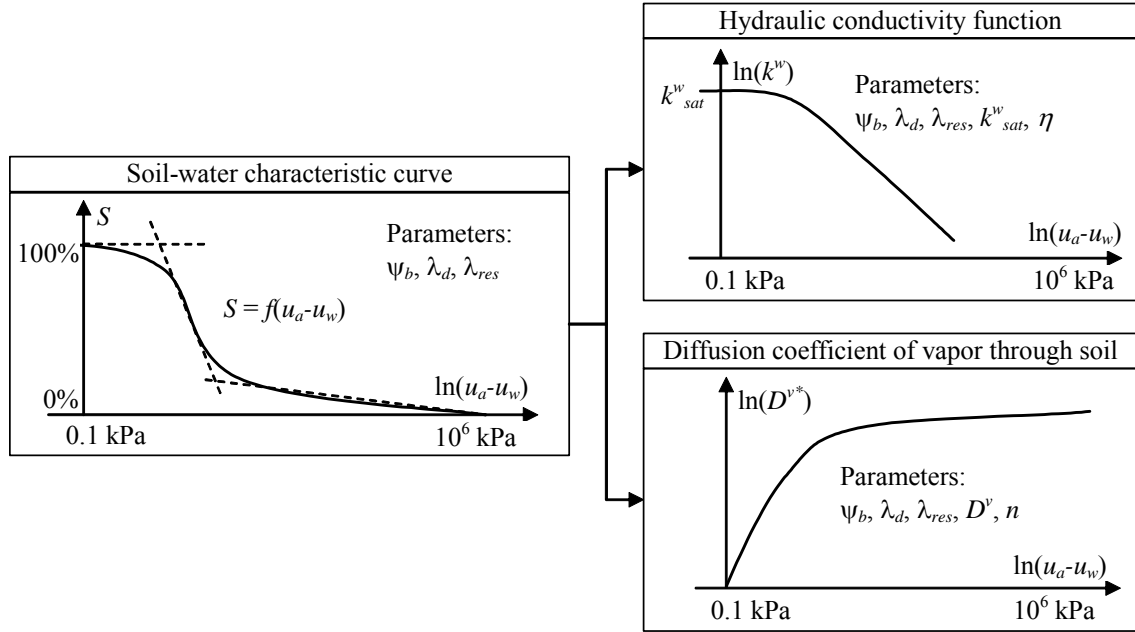 Soil-water characteristic curve
S
100%
Parameters:
ψb, λd, λres
S = f(ua-uw)
ln(ua-uw)
0%
0.1 kPa
10^6 kPa
Hydraulic conductivity function
ln(k^w)
k^w sat
Parameters:
ψb, λd, λres, k^w sat, η
ln(ua-uw)
0.1 kPa
10^6 kPa
Diffusion coefficient of vapor through soil
ln(D^v*)
Parameters:
ψb, λd, λres, D^v, n
ln(ua-uw)
0.1 kPa
10^6 kPa